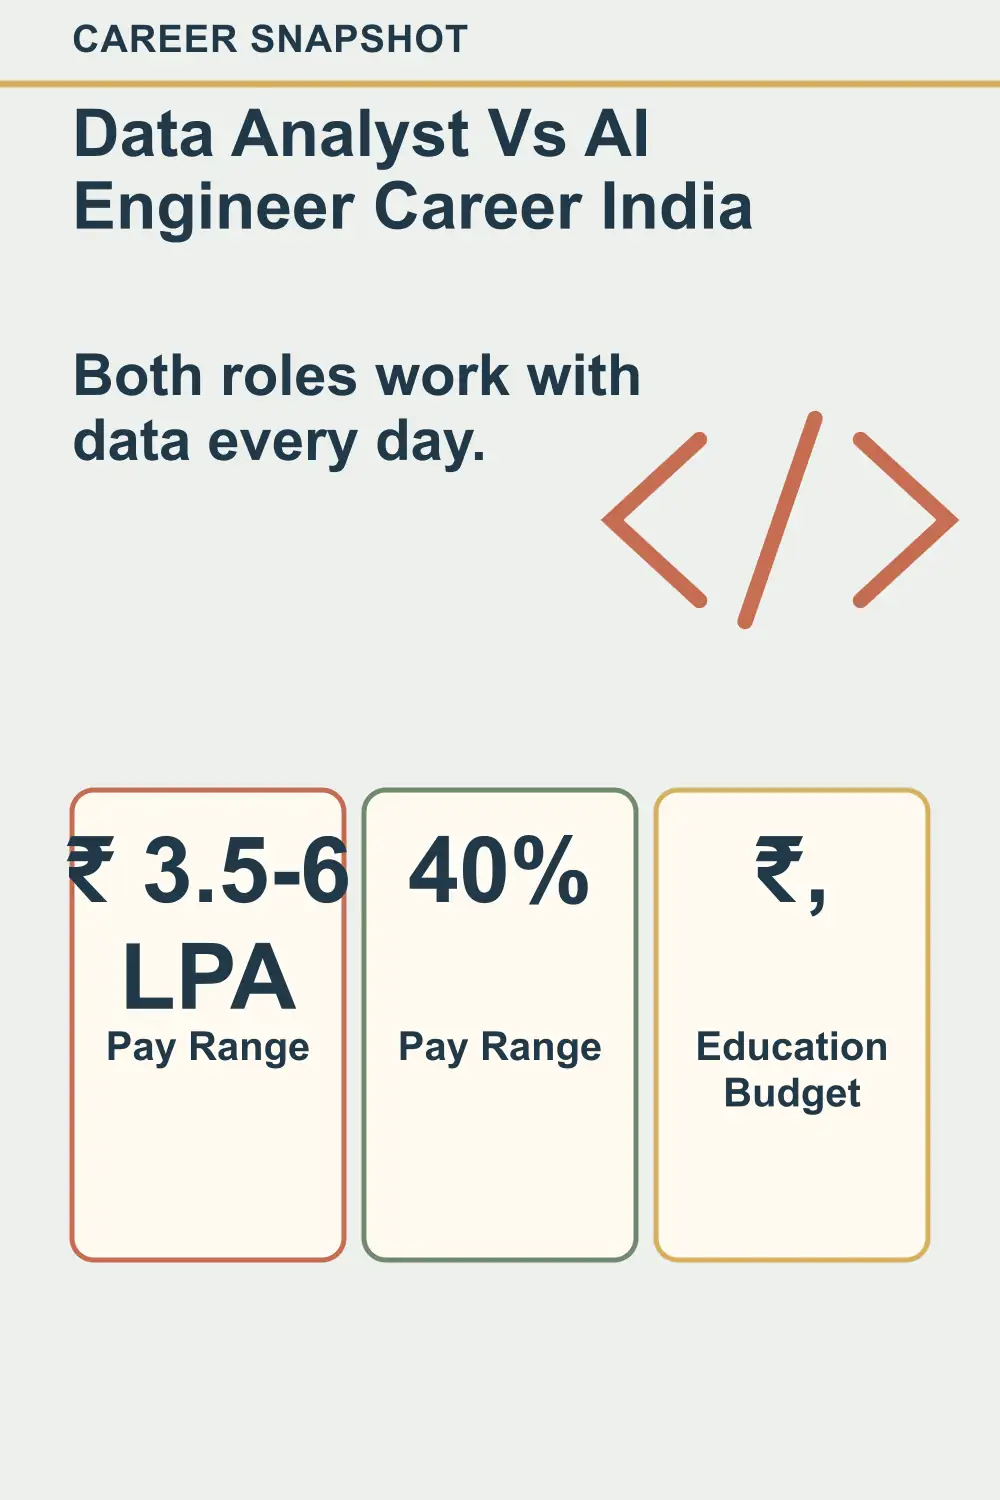 CAREER SNAPSHOT
Data Analyst Vs AI
Engineer Career India
Both roles work with
data every day.
</>
₹ 3.5-6
LPA
Pay Range
40%
Pay Range
₹,
Education
Budget